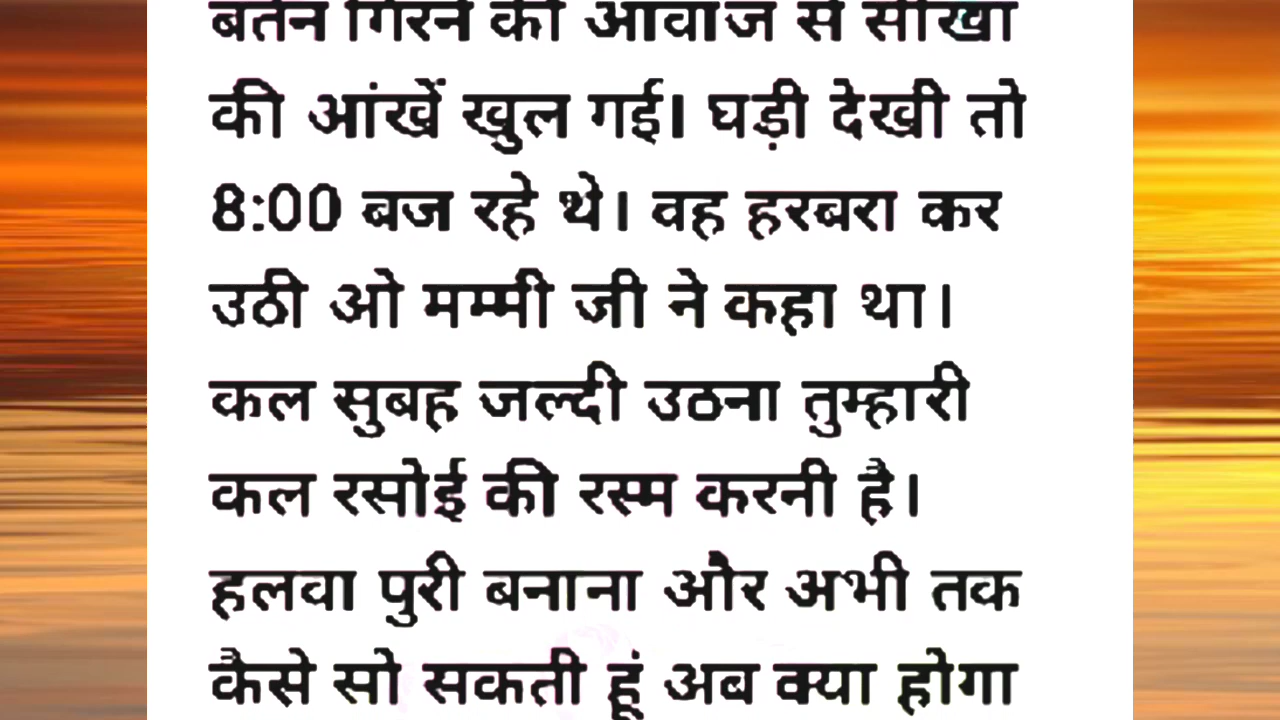 बर्तन गिरने की आवाज से सीखा
की आंखें खुल गई। घड़ी देखी तो
8:00 बज रहे थे। वह हरबरा कर
उठी ओ मम्मी जी ने कहा था।
कल सुबह जल्दी उठना तुम्हारी
कल रसोई की रस्म करनी है।
हलवा पुरी बनाना और अभी तक
कैसे सो सकती हूं अब क्या होगा